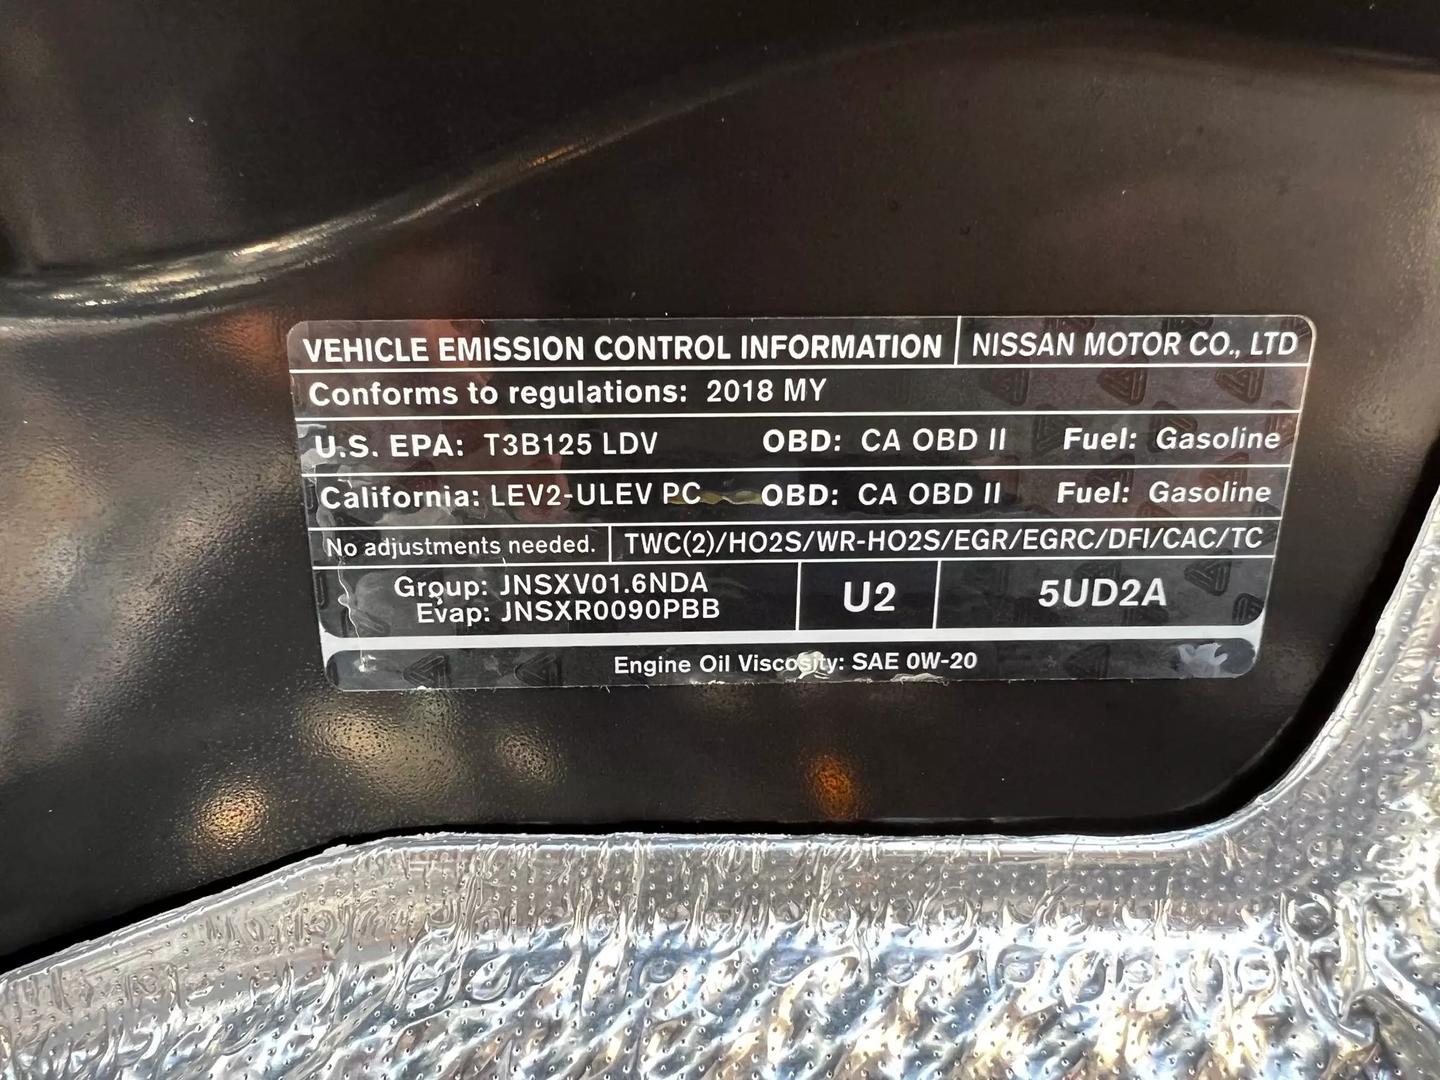 VEHICLE EMISSION CONTROL INFORMATION NISSAN MOTOR CO., LTD
Conforms to regulations: 2018 MY
U.S. EPA: T3B125 LDV OBD: CA OBD II Fuel: Gasoline
California: LEV2-ULEV PC OBD: CA OBD II Fuel: Gasoline
No adjustments needed. TWC(2)/HO2S/WR-HO2S/EGR/EGRC/DFI/CAC/TC
Group: JNSXV01.6NDA
Evap: JNSXR0090PBB
U2
5UD2A
Engine Oil Viscosity: SAE 0W-20